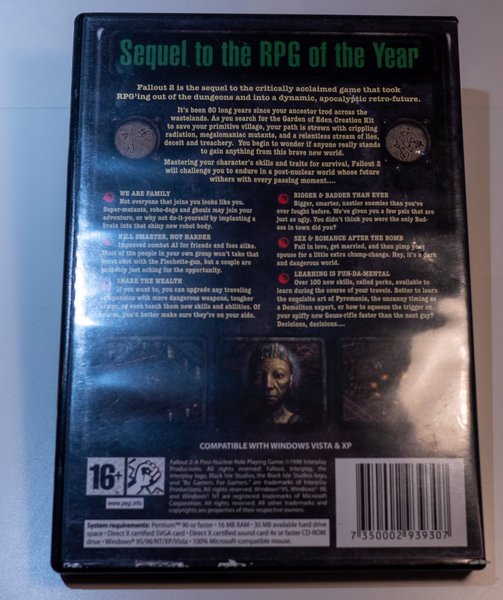 Sequel to the RPG of the Year
Fallout 2 is the sequel to the critically acclaimed game that took
RPG'ing out of the dungeons and into a dynamic, apocalyptic retro-future.
It's been 80 long years since your ancestor trod across the
wastelands. As you search for the Garden of Eden Creation Kit
to save your primitive village, your path is strewn with crippling
radiation, megalomaniac mutants, and a relentless stream of lies,
deceit and treachery. You begin to wonder if anyone really stands
to gain anything from this brave new world.
Mastering your character's skills and traits for survival, Fallout 2
will challenge you to endure in a post-nuclear world whose future
withers with every passing moment....
WE ARE FAMILY
Not everyone that joins you looks like you.
Super-mutants, robo-dogs and ghouls may join your
adventure, or why not do-it-yourself by implanting a
brain into that shiny new robot body.
KILL SMARTER, NOT HARDER
Improved combat AI for friends and foes alike.
Most of the people in your own group won't take that
burst shot with the Flechette-gun, but a couple are
probably just aching for the opportunity.
SHARE THE WEALTH
If you want to, you can upgrade any traveling
companions with more dangerous weapons, tougher
armor, or even teach them new skills and abilities. Of
course, you'd better make sure they're on your side.
BIGGER & BADDER THAN EVER
Bigger, smarter, nastier enemies than you've
ever fought before. We've given you a few pals that are
just as ugly. You didn't think you were the only Bad-
ass in town did you?
SEX & ROMANCE AFTER THE BOMB
Fall in love, get married, and then pimp your
spouse for a little extra chump-change. Hey, it's a dark
and dangerous world.
LEARNING IS FUN-DA-MENTAL
Over 100 new skills, called perks, available to
learn during the course of your travels. Better to learn
the exquisite art of Pyromania, the uncanny timing as
a Demoliton expert, or how to squeeze the trigger on
your spiffy new Gauss-rifle faster than the next guy?
Decisions, decisions....
COMPATIBLE WITH WINDOWS VISTA & XP
16+
www.pegi.info
Fallout 2: A Post Nuclear Role Playing Game: ©1998 Interplay
Productions. All rights reserved. Fallout, Interplay, the
Interplay logo, Black Isle Studios, the Black Isle Studios logo,
and "By Gamers. For Gamers." are trademarks of Interplay
Productions. All rights reserved. Windows®95, Windows® 98,
and Windows® NT are registered trademarks of Microsoft
Corporation. All other trademarks and copyrights are property
of their respective owners.
System requirements: Pentium™ 90 or faster • 16 MB RAM • 30 MB available hard drive
space • Direct X certified SVGA card • Direct X certified sound card 4x or faster CD-ROM
drive • Windows 95/98/NT/XP/Vista • 100% Microsoft-compatible mouse.
7 350002 939307